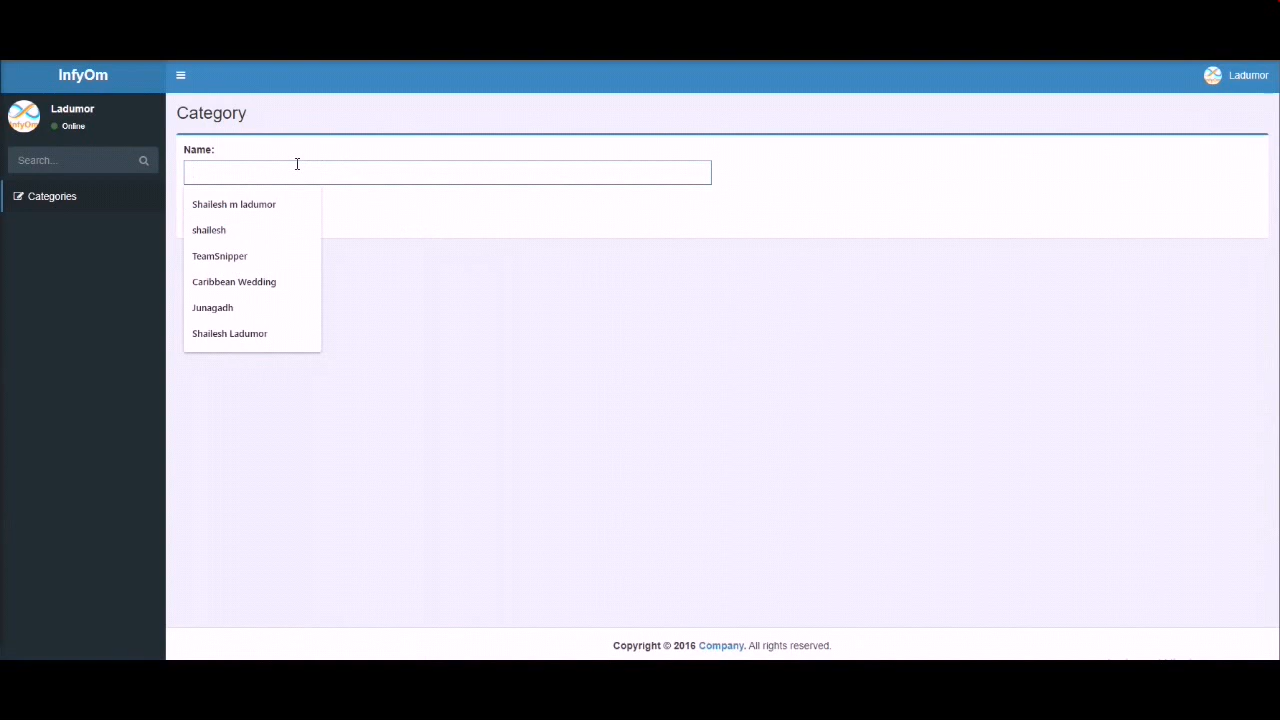 InfyOm
Ladumor
Ladumor
Online
Search...
Categories
Category
Name:
Shailesh m ladumor
shailesh
TeamSnipper
Caribbean Wedding
Junagadh
Shailesh Ladumor
Copyright © 2016 Company. All rights reserved.